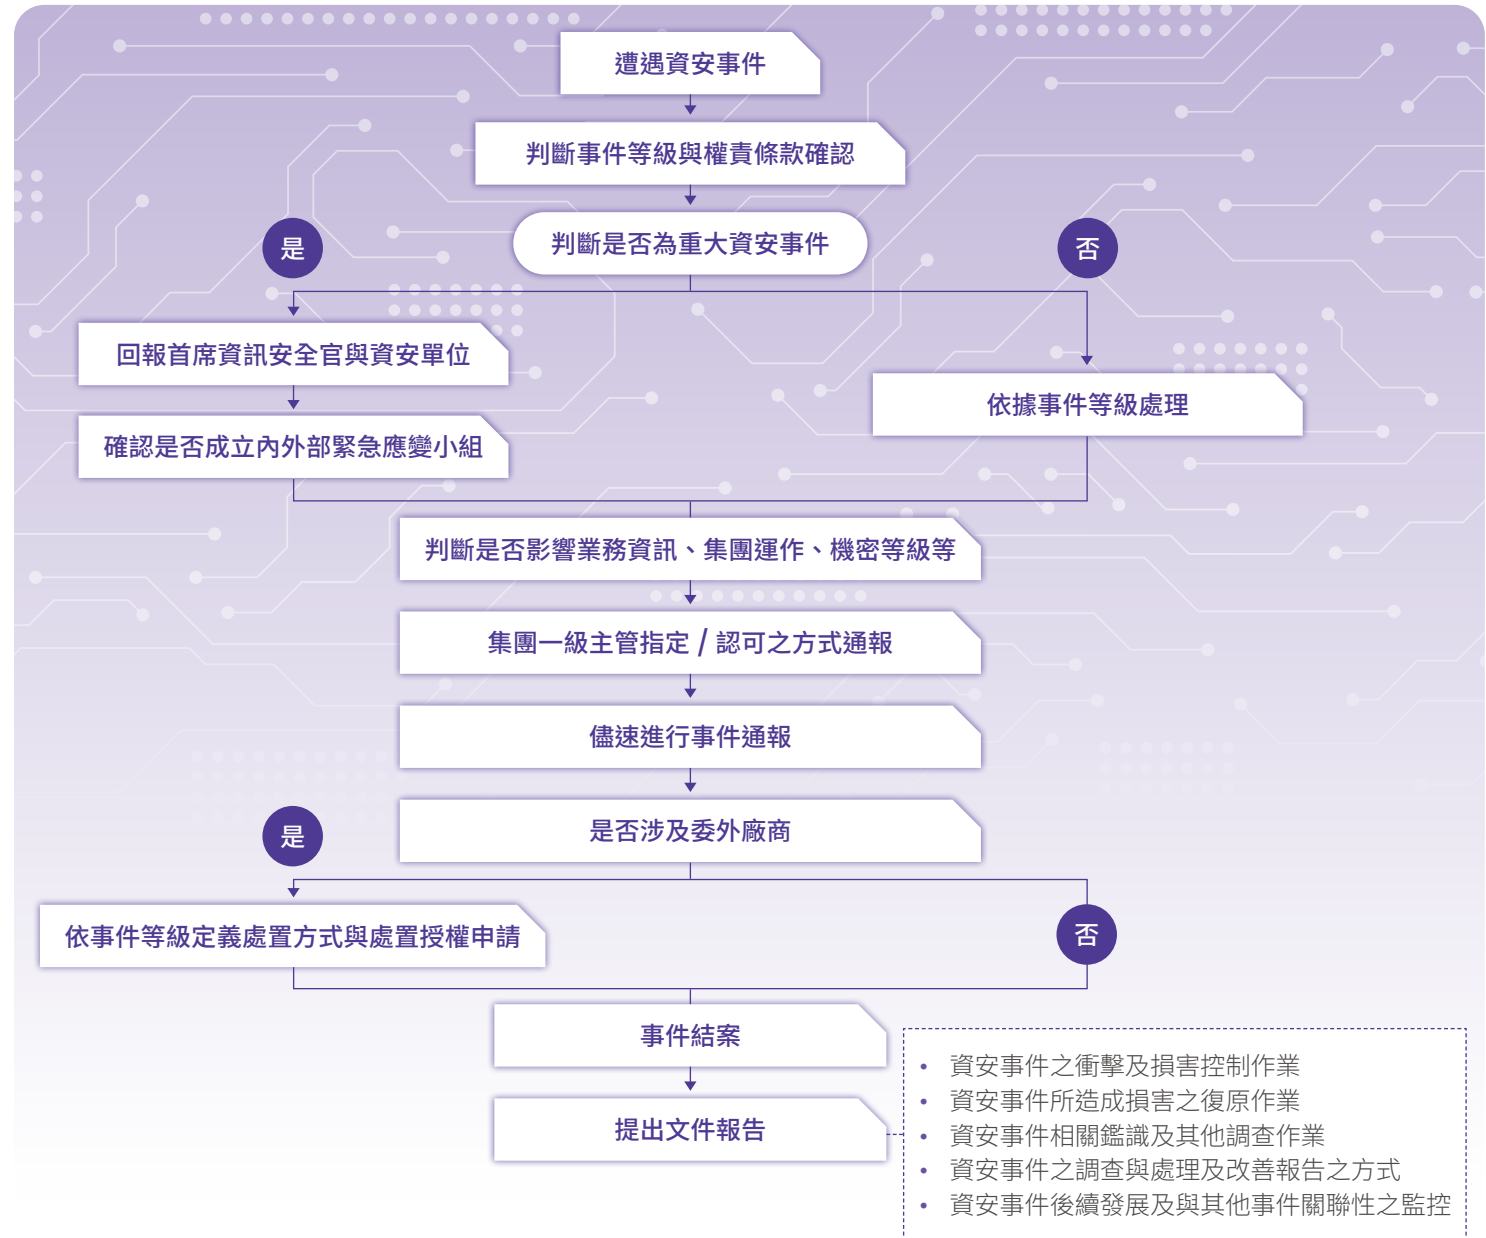 遭遇資安事件
判斷事件等級與權責條款確認
判斷是否為重大資安事件
是
否
回報首席資訊安全官與資安單位
依據事件等級處理
確認是否成立內外部緊急應變小組
判斷是否影響業務資訊、集團運作、機密等級等
集團一級主管指定 / 認可之方式通報
儘速進行事件通報
是否涉及委外廠商
是
依事件等級定義處置方式與處置授權申請
否
事件結案
提出文件報告
• 資安事件之衝擊及損害控制作業
• 資安事件所造成損害之復原作業
• 資安事件相關鑑識及其他調查作業
• 資安事件之調查與處理及改善報告之方式
• 資安事件後續發展及與其他事件關聯性之監控